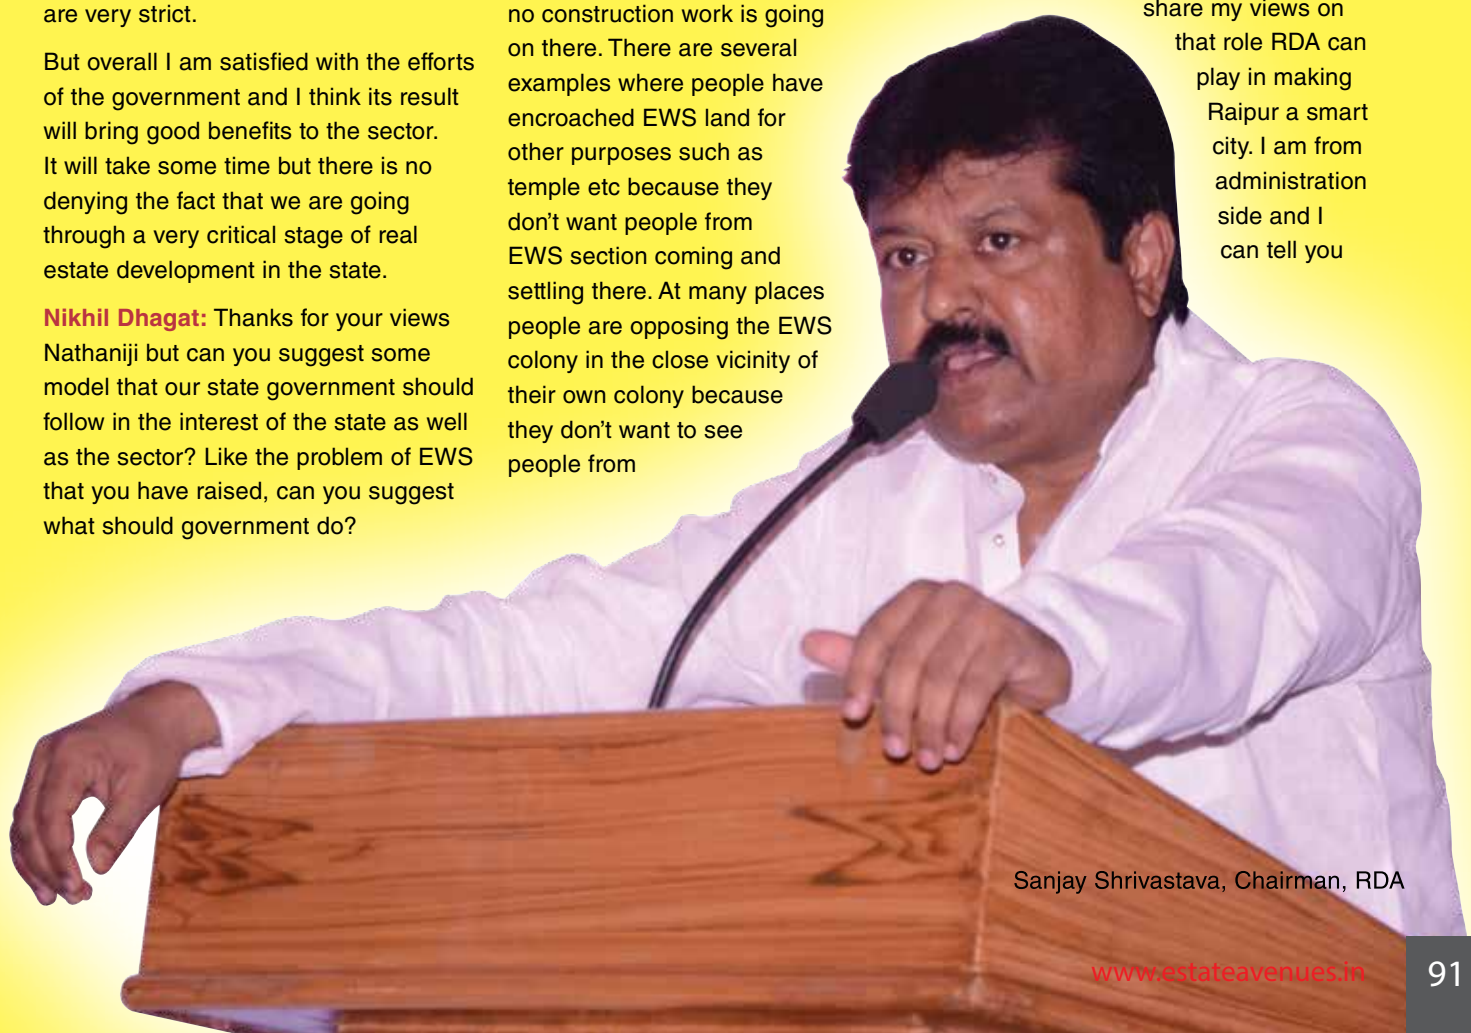 are very strict.
But overall I am satisfied with the efforts
of the government and I think its result
will bring good benefits to the sector.
It will take some time but there is no
denying the fact that we are going
through a very critical stage of real
estate development in the state.
Nikhil Dhagat: Thanks for your views
Nathaniji but can you suggest some
model that our state government should
follow in the interest of the state as well
as the sector? Like the problem of EWS
that you have raised, can you suggest
what should government do?
no construction work is going
on there. There are several
examples where people have
encroached EWS land for
other purposes such as
temple etc because they
don’t want people from
EWS section coming and
settling there. At many places
people are opposing the EWS
colony in the close vicinity of
their own colony because
they don’t want to see
people from
share my views on
that role RDA can
play in making
Raipur a smart
city. I am from
administration
side and I
can tell you
Sanjay Shrivastava, Chairman, RDA
www.estateavenues.in
91